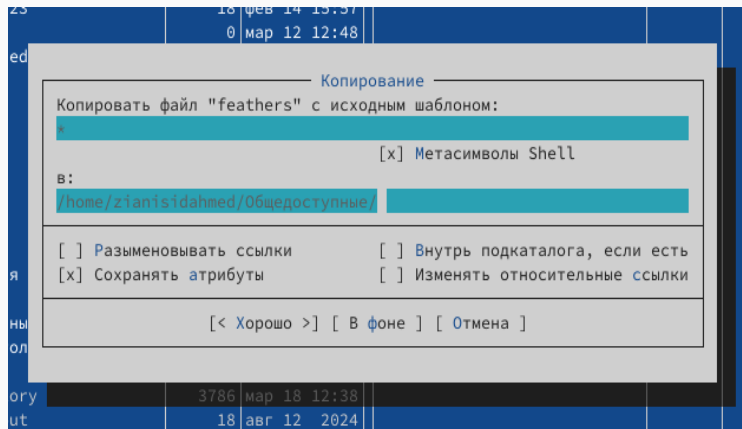 23 18 фев 14 15:57
0 мар 12 12:48
ed
Копирование
Копировать файл "feathers" с исходным шаблоном:
*
[x] Метасимволы Shell
в:
/home/zianisidahmed/Общедоступные/
[ ] Разыменовывать ссылки [ ] Внутрь подкаталога, если есть
я [x] Сохранять атрибуты [ ] Изменять относительные ссылки
ны [< Хорошо >] [ В фоне ] [ Отмена ]
ол
ory 3786 мар 18 12:38
ut 18 авг 12 2024